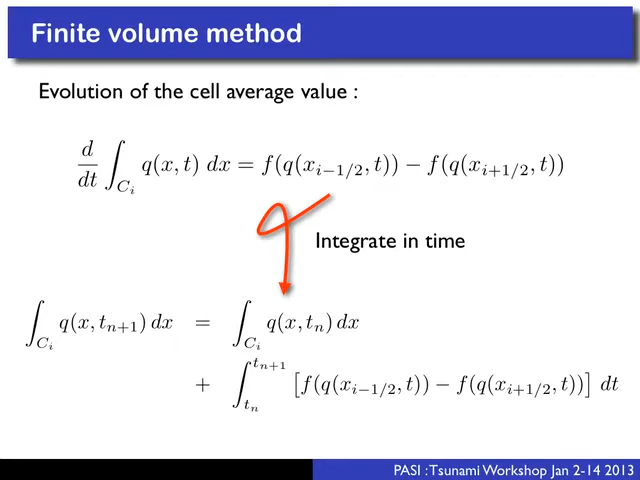 Finite volume method
Evolution of the cell average value :
d/dt ∫_{C_i} q(x, t) dx = f(q(x_{i−1/2}, t)) − f(q(x_{i+1/2}, t))
Integrate in time
∫_{C_i} q(x, t_{n+1}) dx = ∫_{C_i} q(x, t_n) dx
+ ∫_{t_n}^{t_{n+1}} [f(q(x_{i−1/2}, t)) − f(q(x_{i+1/2}, t))] dt
PASI : Tsunami Workshop Jan 2-14 2013